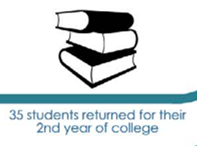 35 students returned for their
2nd year of college